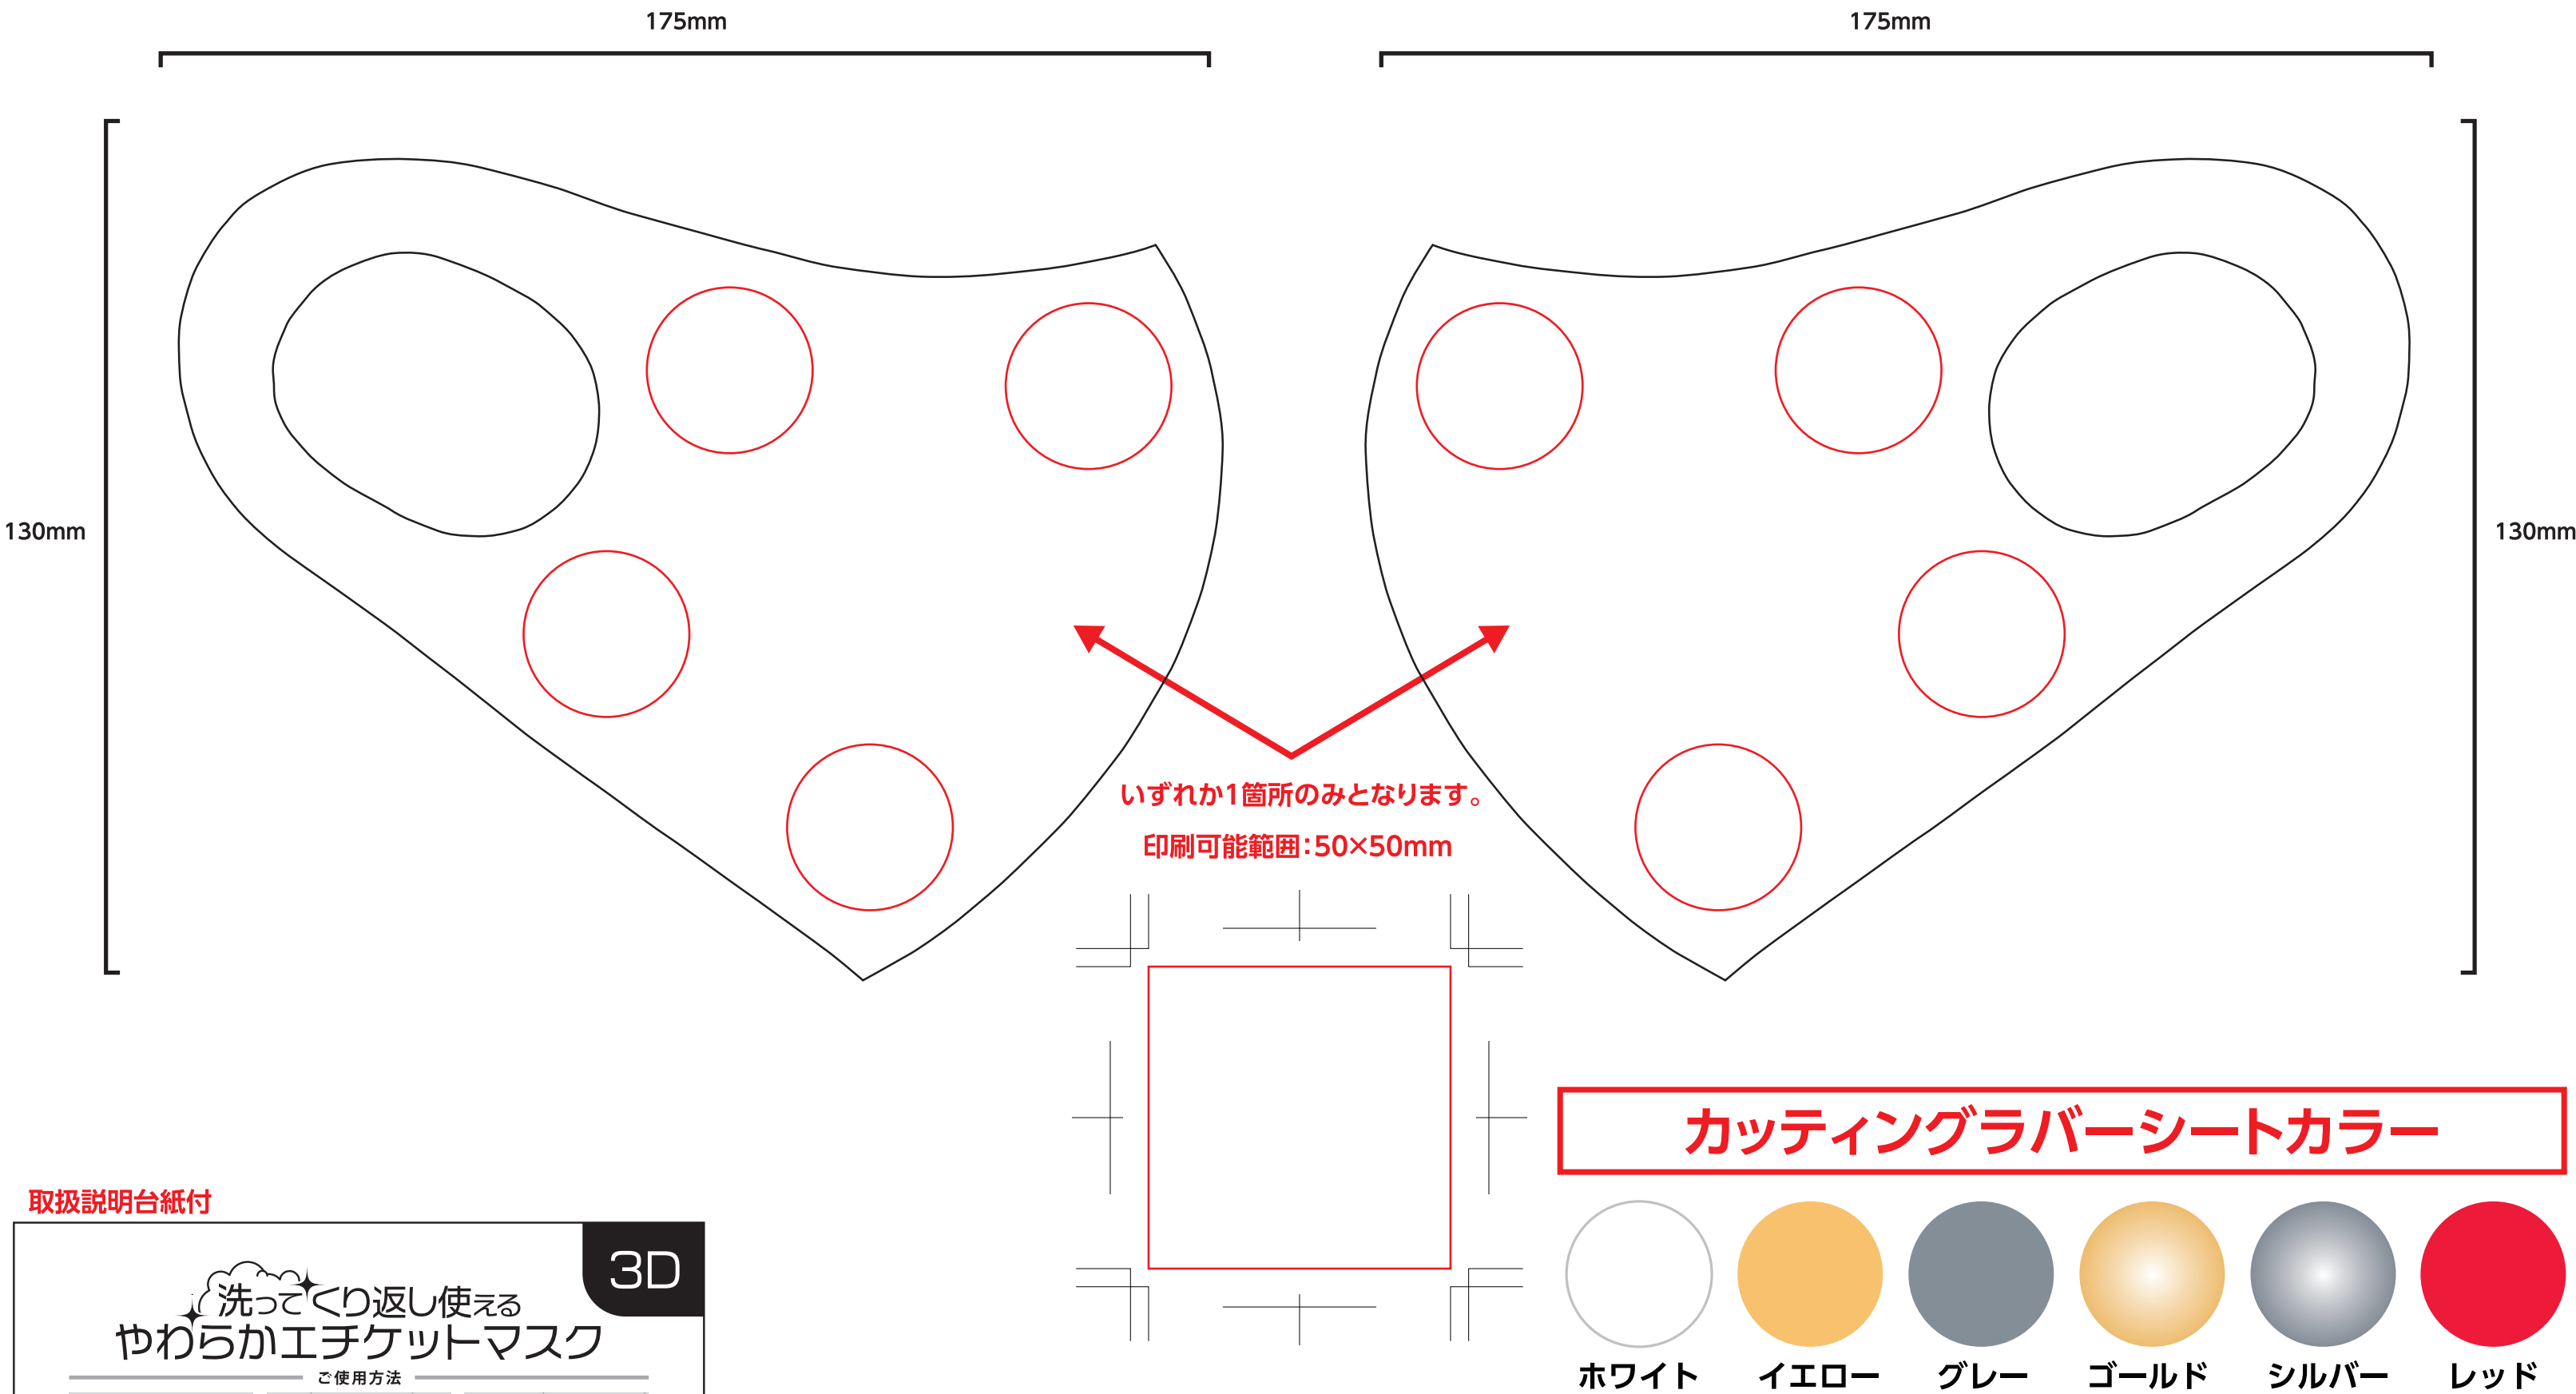 175mm
175mm
130mm
130mm
いずれか1箇所のみとなります。
印刷可能範囲：50×50mm
カッティングラバーシートカラー
取扱説明台紙付
3D
洗ってくり返し使える
やわらかエチケットマスク
ご使用方法
ホワイト
イエロー
グレー
ゴールド
シルバー
レッド